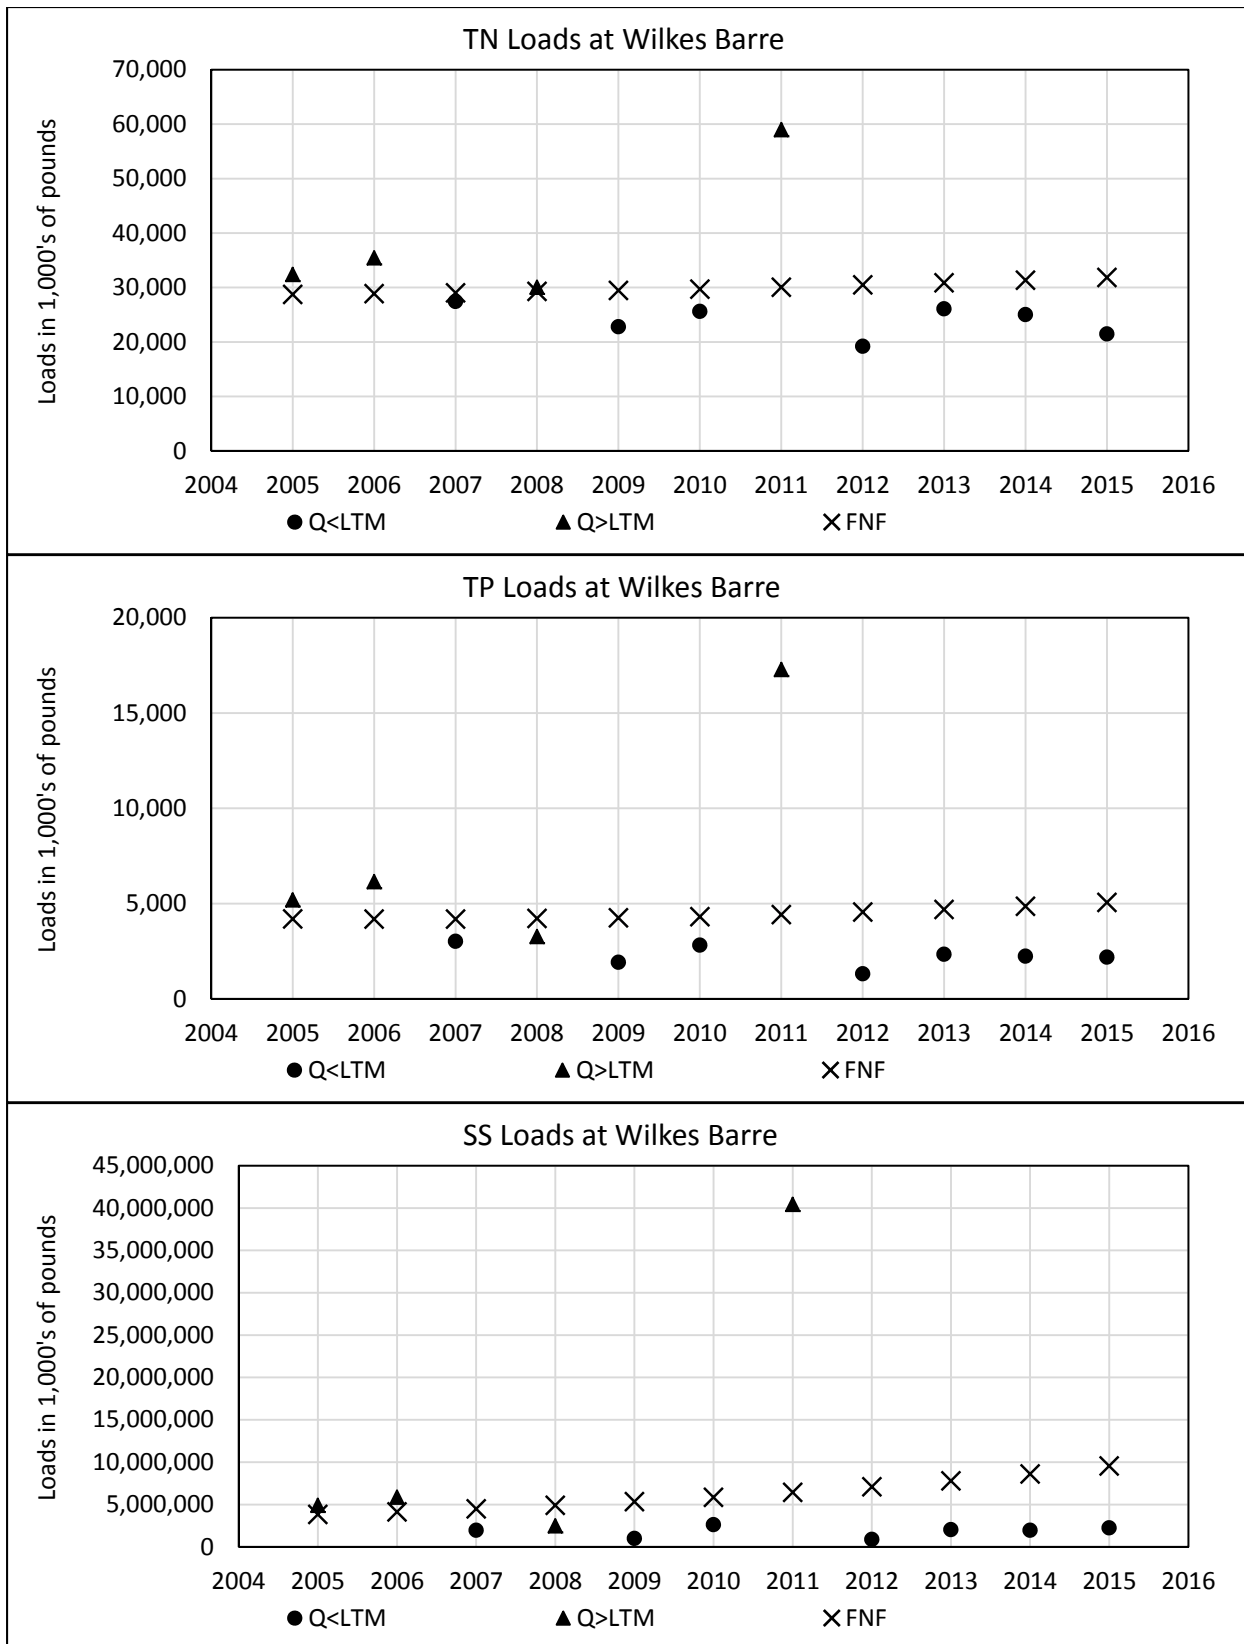 TN Loads at Wilkes Barre
Loads in 1,000's of pounds
70,000
60,000
50,000
40,000
30,000
20,000
10,000
0
2004 2005 2006 2007 2008 2009 2010 2011 2012 2013 2014 2015 2016
Q<LTM Q>LTM FNF
TP Loads at Wilkes Barre
Loads in 1,000's of pounds
20,000
15,000
10,000
5,000
0
2004 2005 2006 2007 2008 2009 2010 2011 2012 2013 2014 2015 2016
Q<LTM Q>LTM FNF
SS Loads at Wilkes Barre
Loads in 1,000's of pounds
45,000,000
40,000,000
35,000,000
30,000,000
25,000,000
20,000,000
15,000,000
10,000,000
5,000,000
0
2004 2005 2006 2007 2008 2009 2010 2011 2012 2013 2014 2015 2016
Q<LTM Q>LTM FNF